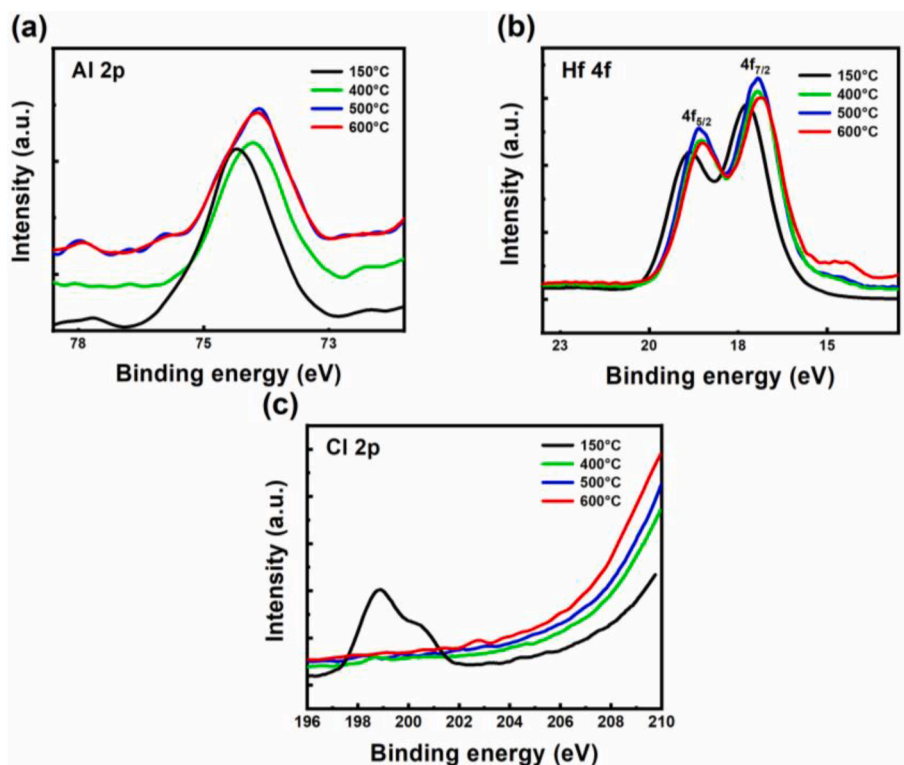 (a)
Al 2p
150°C
400°C
500°C
600°C
Intensity (a.u.)
78
75
73
Binding energy (eV)
(b)
Hf 4f
4f7/2
4f5/2
150°C
400°C
500°C
600°C
Intensity (a.u.)
23
20
17
15
Binding energy (eV)
(c)
Cl 2p
150°C
400°C
500°C
600°C
Intensity (a.u.)
196 198 200 202 204 206 208 210
Binding energy (eV)